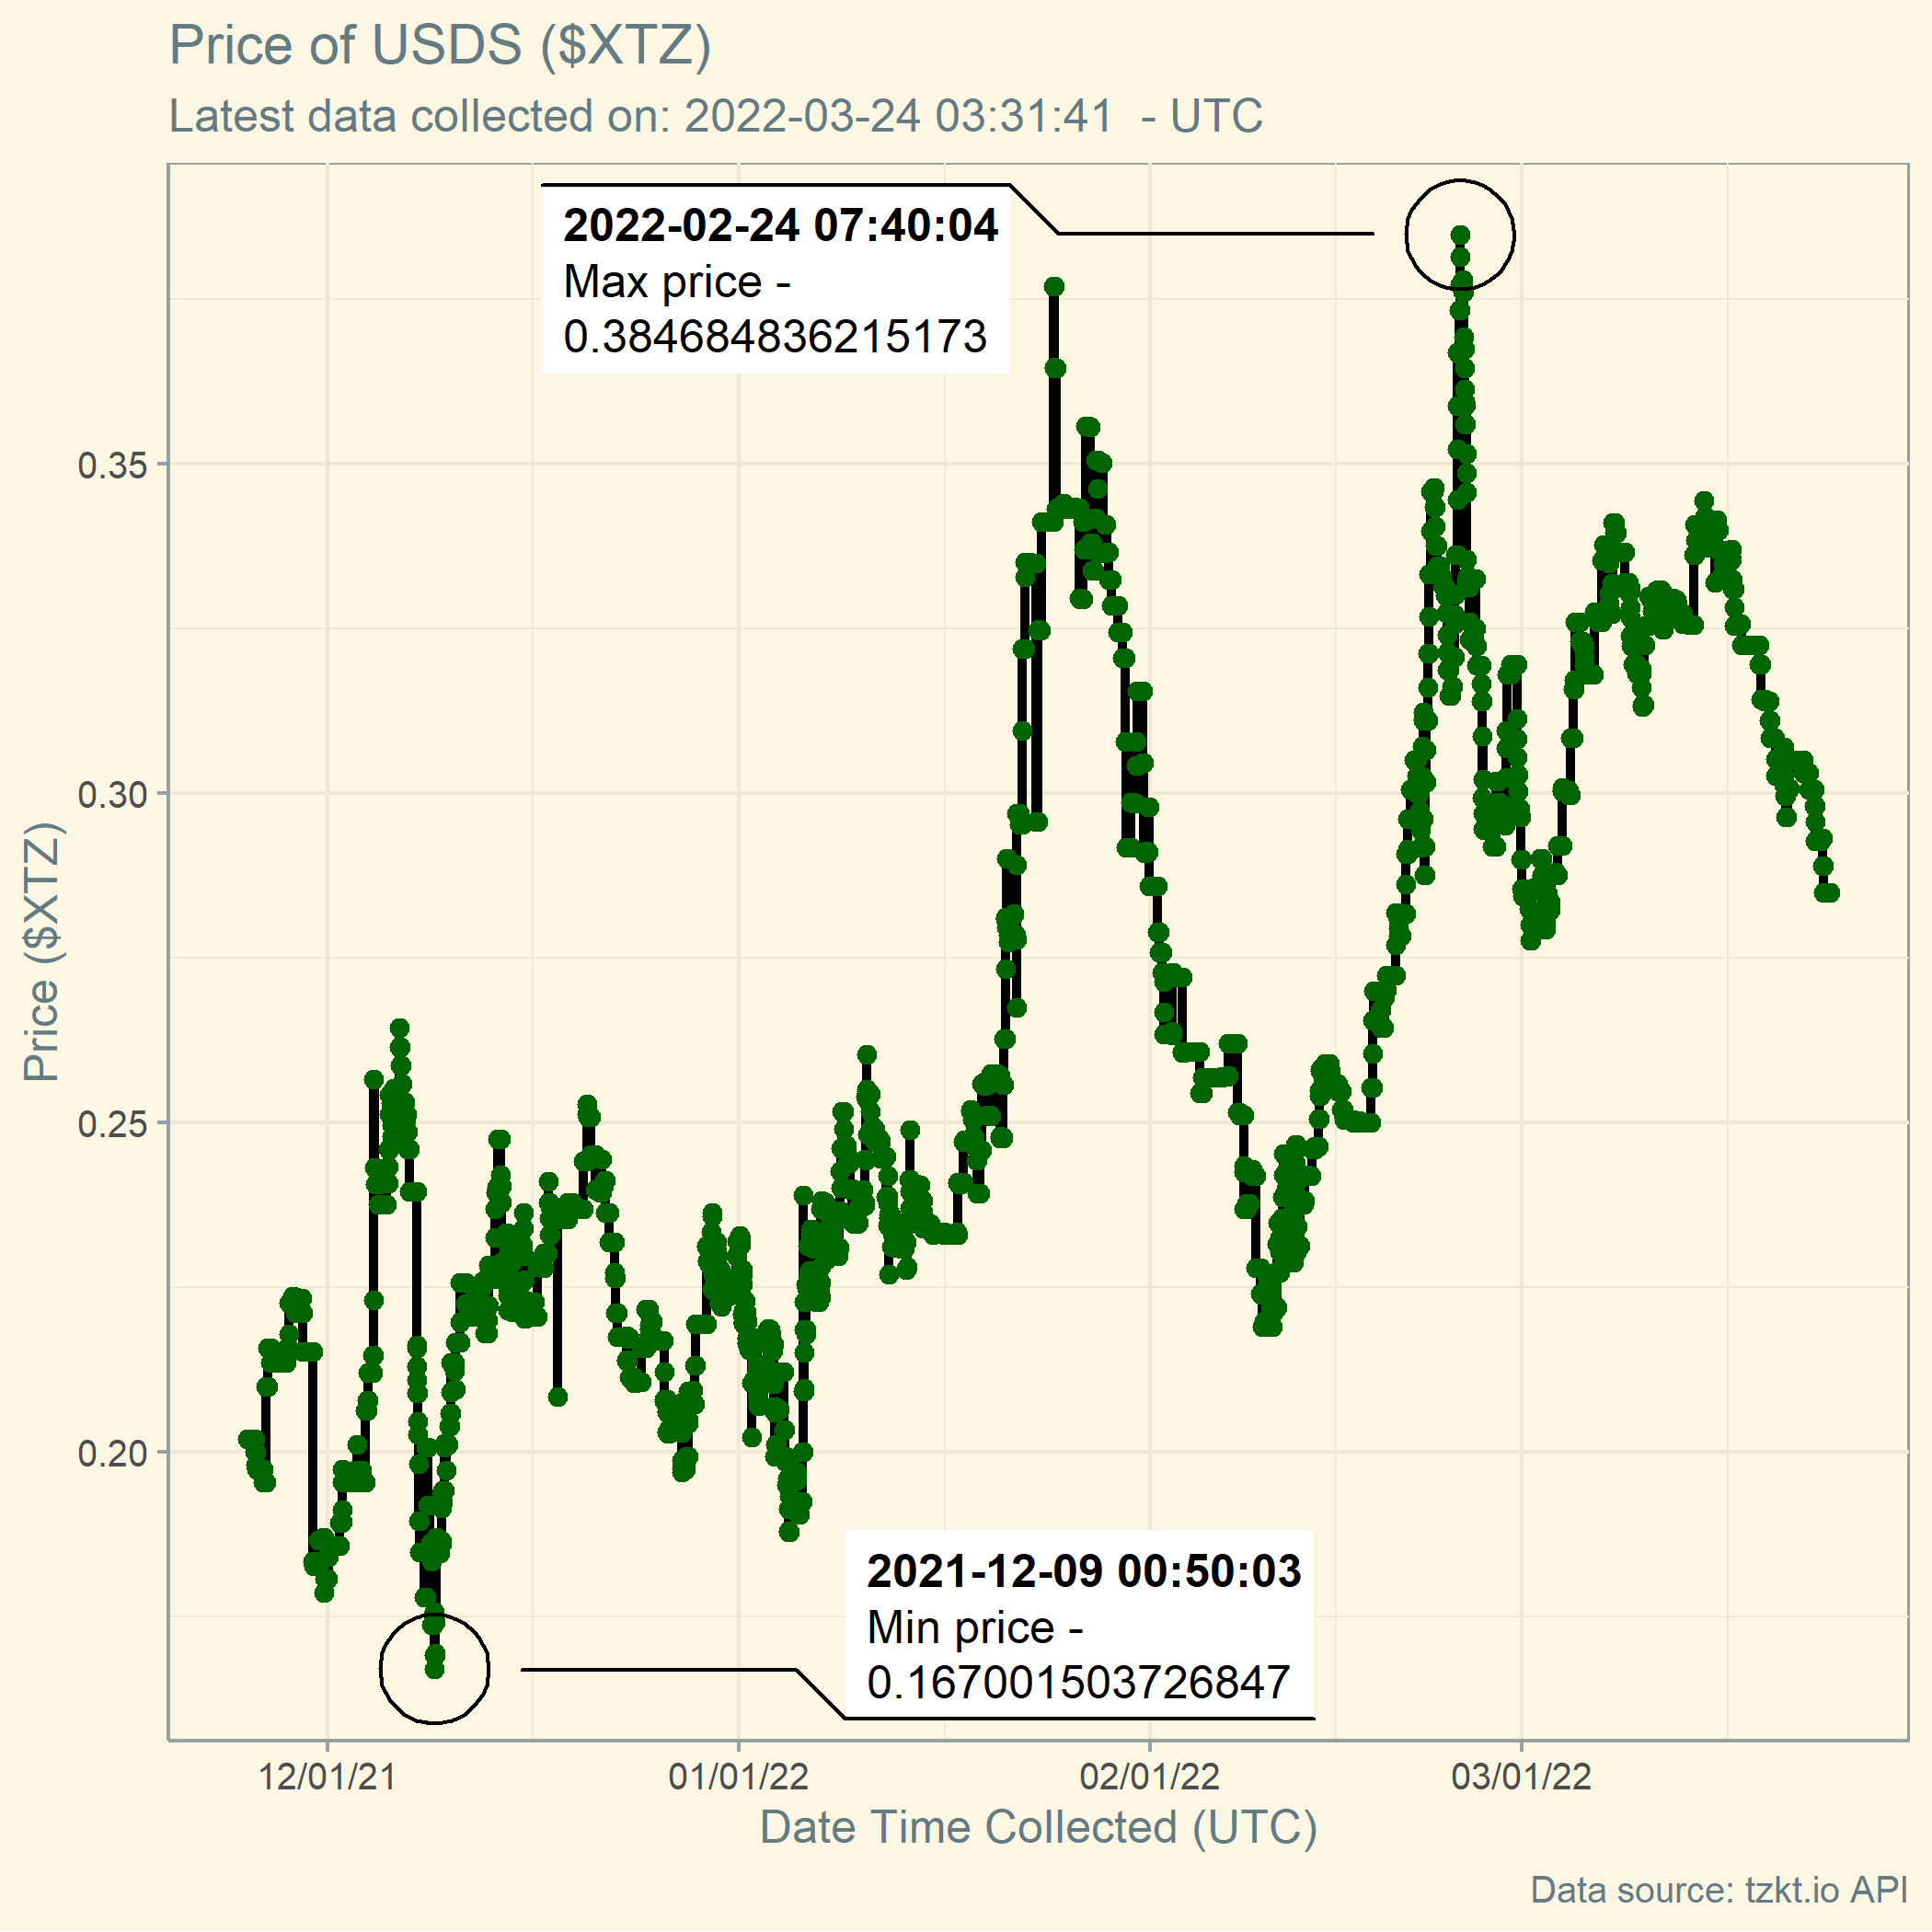 Price of USDS ($XTZ)
Latest data collected on: 2022-03-24 03:31:41  - UTC
2022-02-24 07:40:04
Max price -
0.384684836215173
0.35
0.30
0.25
0.20
Price ($XTZ)
2021-12-09 00:50:03
Min price -
0.167001503726847
12/01/21
01/01/22
02/01/22
03/01/22
Date Time Collected (UTC)
Data source: tzkt.io API